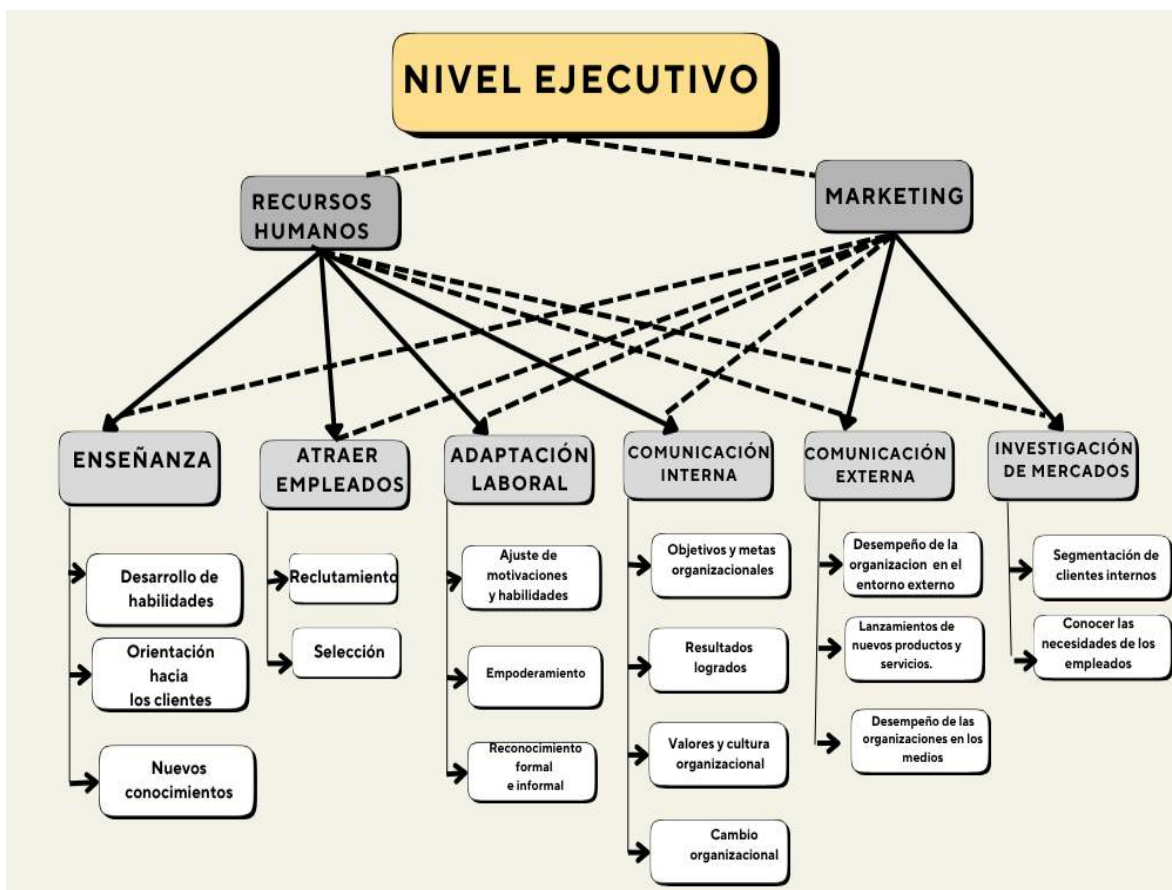 NIVEL EJECUTIVO
RECURSOS
HUMANOS
MARKETING
ENSEÑANZA
ATRAER
EMPLEADOS
ADAPTACIÓN
LABORAL
COMUNICACIÓN
INTERNA
COMUNICACIÓN
EXTERNA
INVESTIGACIÓN
DE MERCADOS
Desarrollo de
habilidades
Orientación
hacia
los clientes
Nuevos
conocimientos
Reclutamiento
Selección
Ajuste de
motivaciones
y habilidades
Empoderamiento
Reconocimiento
formal
e informal
Objetivos y metas
organizacionales
Resultados
logrados
Valores y cultura
organizacional
Cambio
organizacional
Desempeño de la
organizacion en el
entorno externo
Lanzamientos de
nuevos productos y
servicios.
Desempeño de las
organizaciones en los
medios
Segmentación de
clientes internos
Conocer las
necesidades de los
empleados